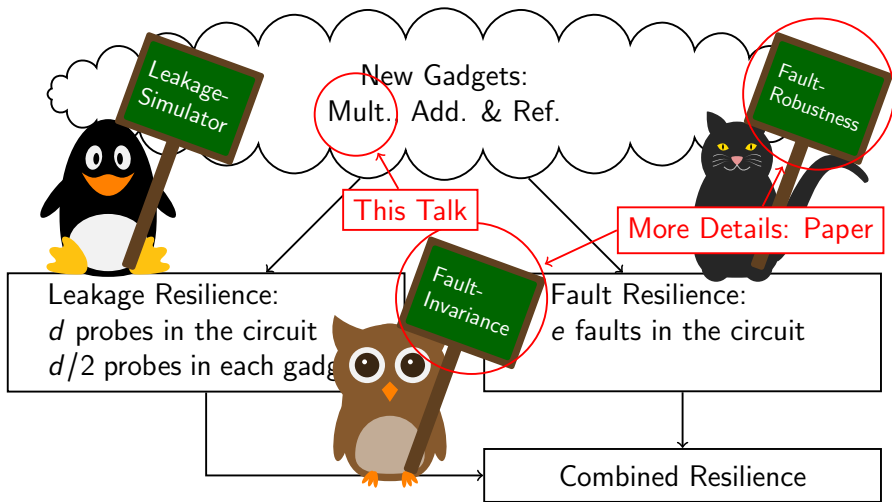 Leakage-
Simulator
New Gadgets:
Mult., Add. & Ref.
Fault-
Robustness
This Talk
More Details: Paper
Fault-
Invariance
Leakage Resilience:
d probes in the circuit
d/2 probes in each gadg
Fault Resilience:
e faults in the circuit
Combined Resilience